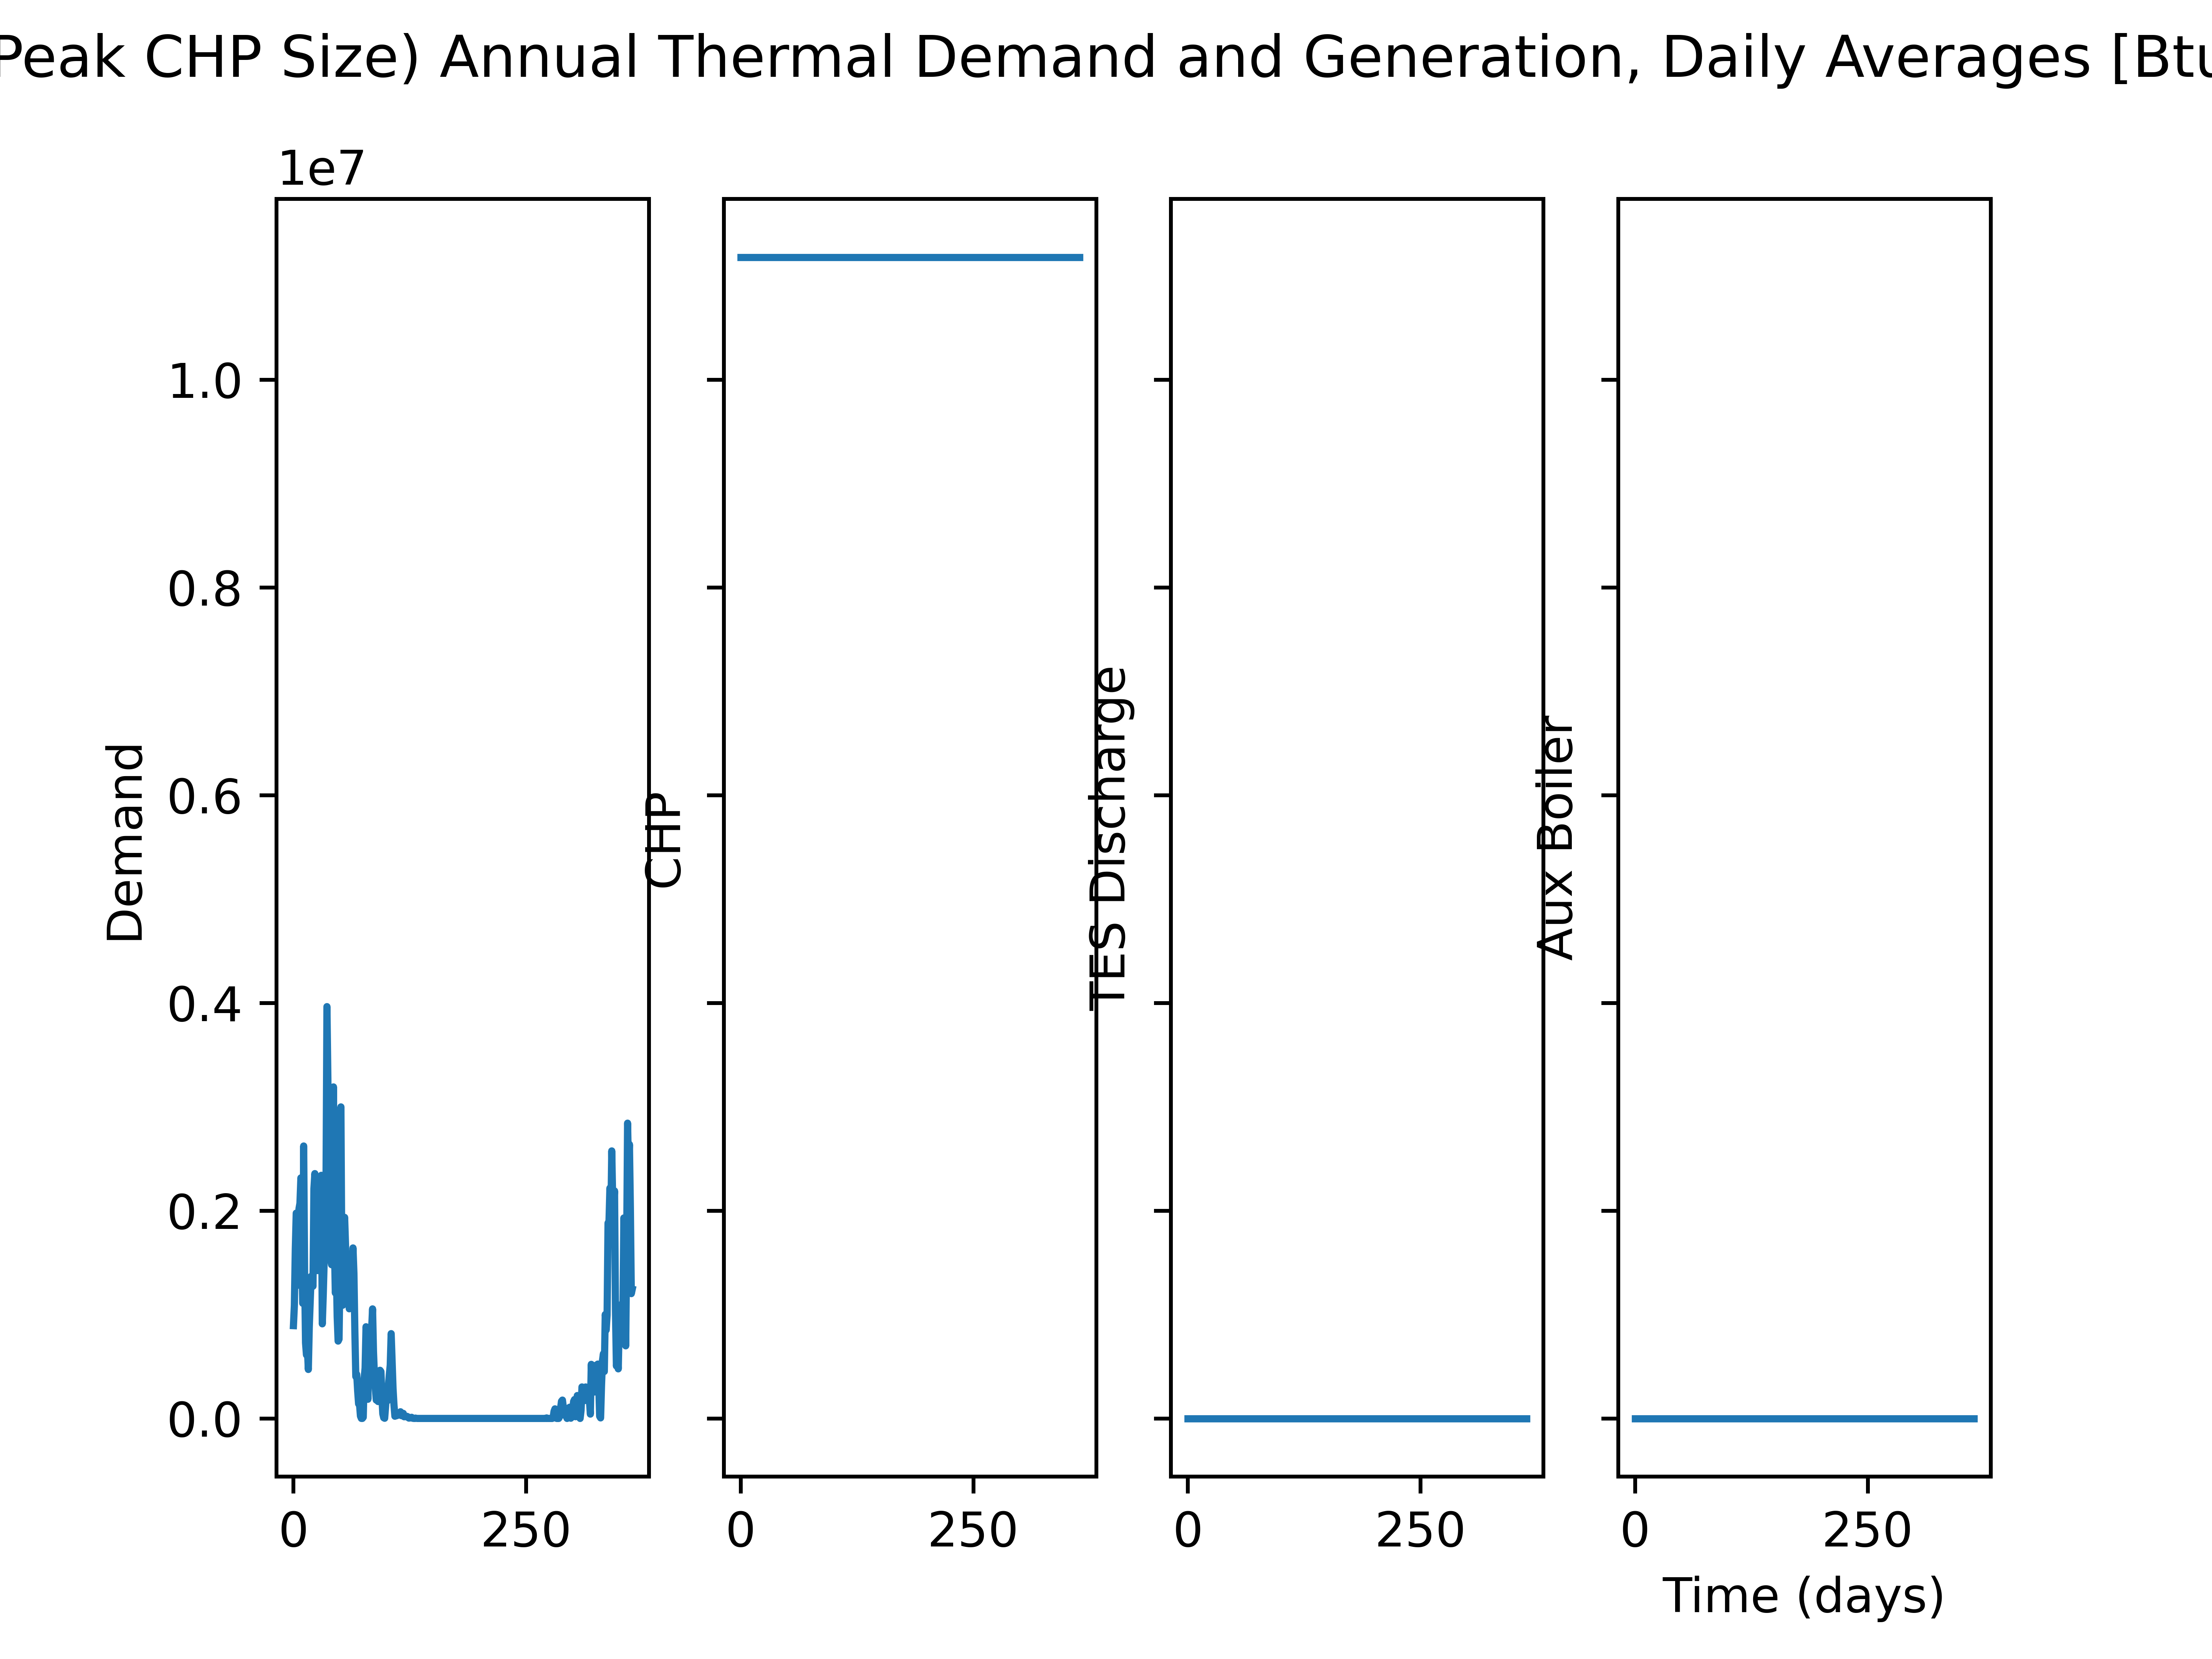 Peak CHP Size) Annual Thermal Demand and Generation, Daily Averages [Btu
1e7
1.0
0.8
0.6
0.4
0.2
0.0
Demand
CHP
TES Discharge
Aux Boiler
0 250 0 250 0 250 0 250
Time (days)